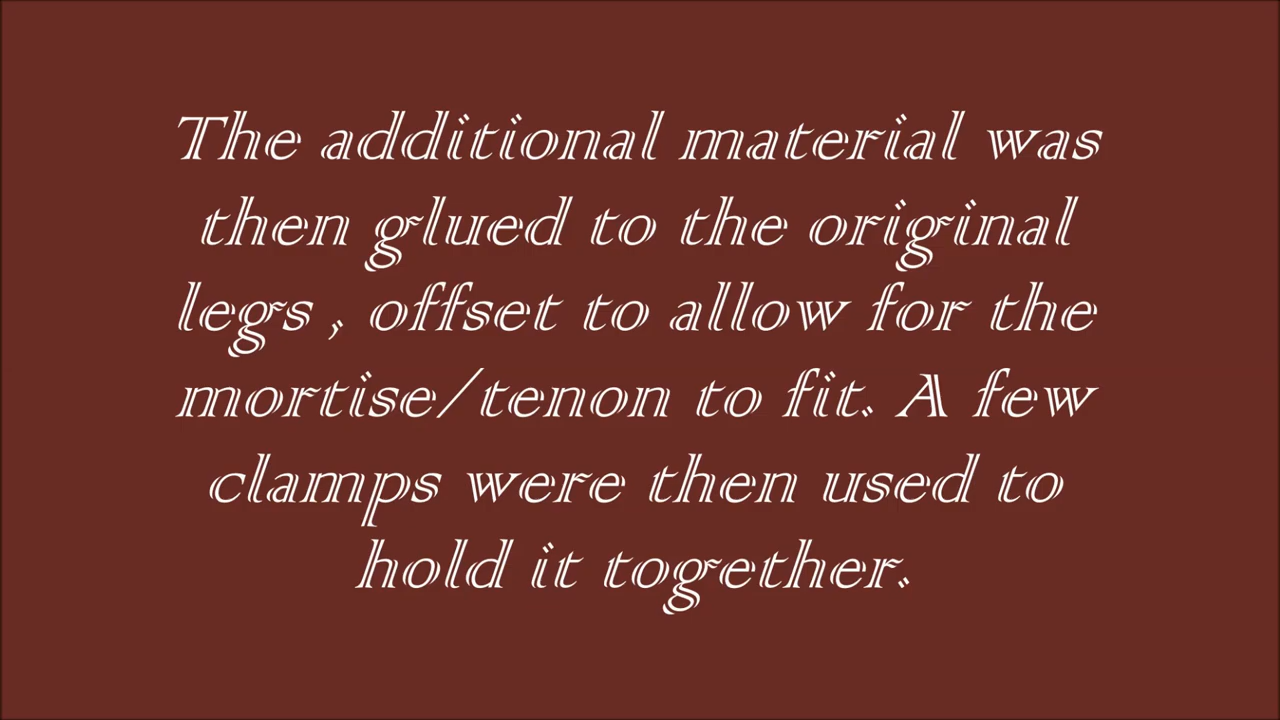 The additional material was
then glued to the original
legs , offset to allow for the
mortise/tenon to fit. A few
clamps were then used to
hold it together.